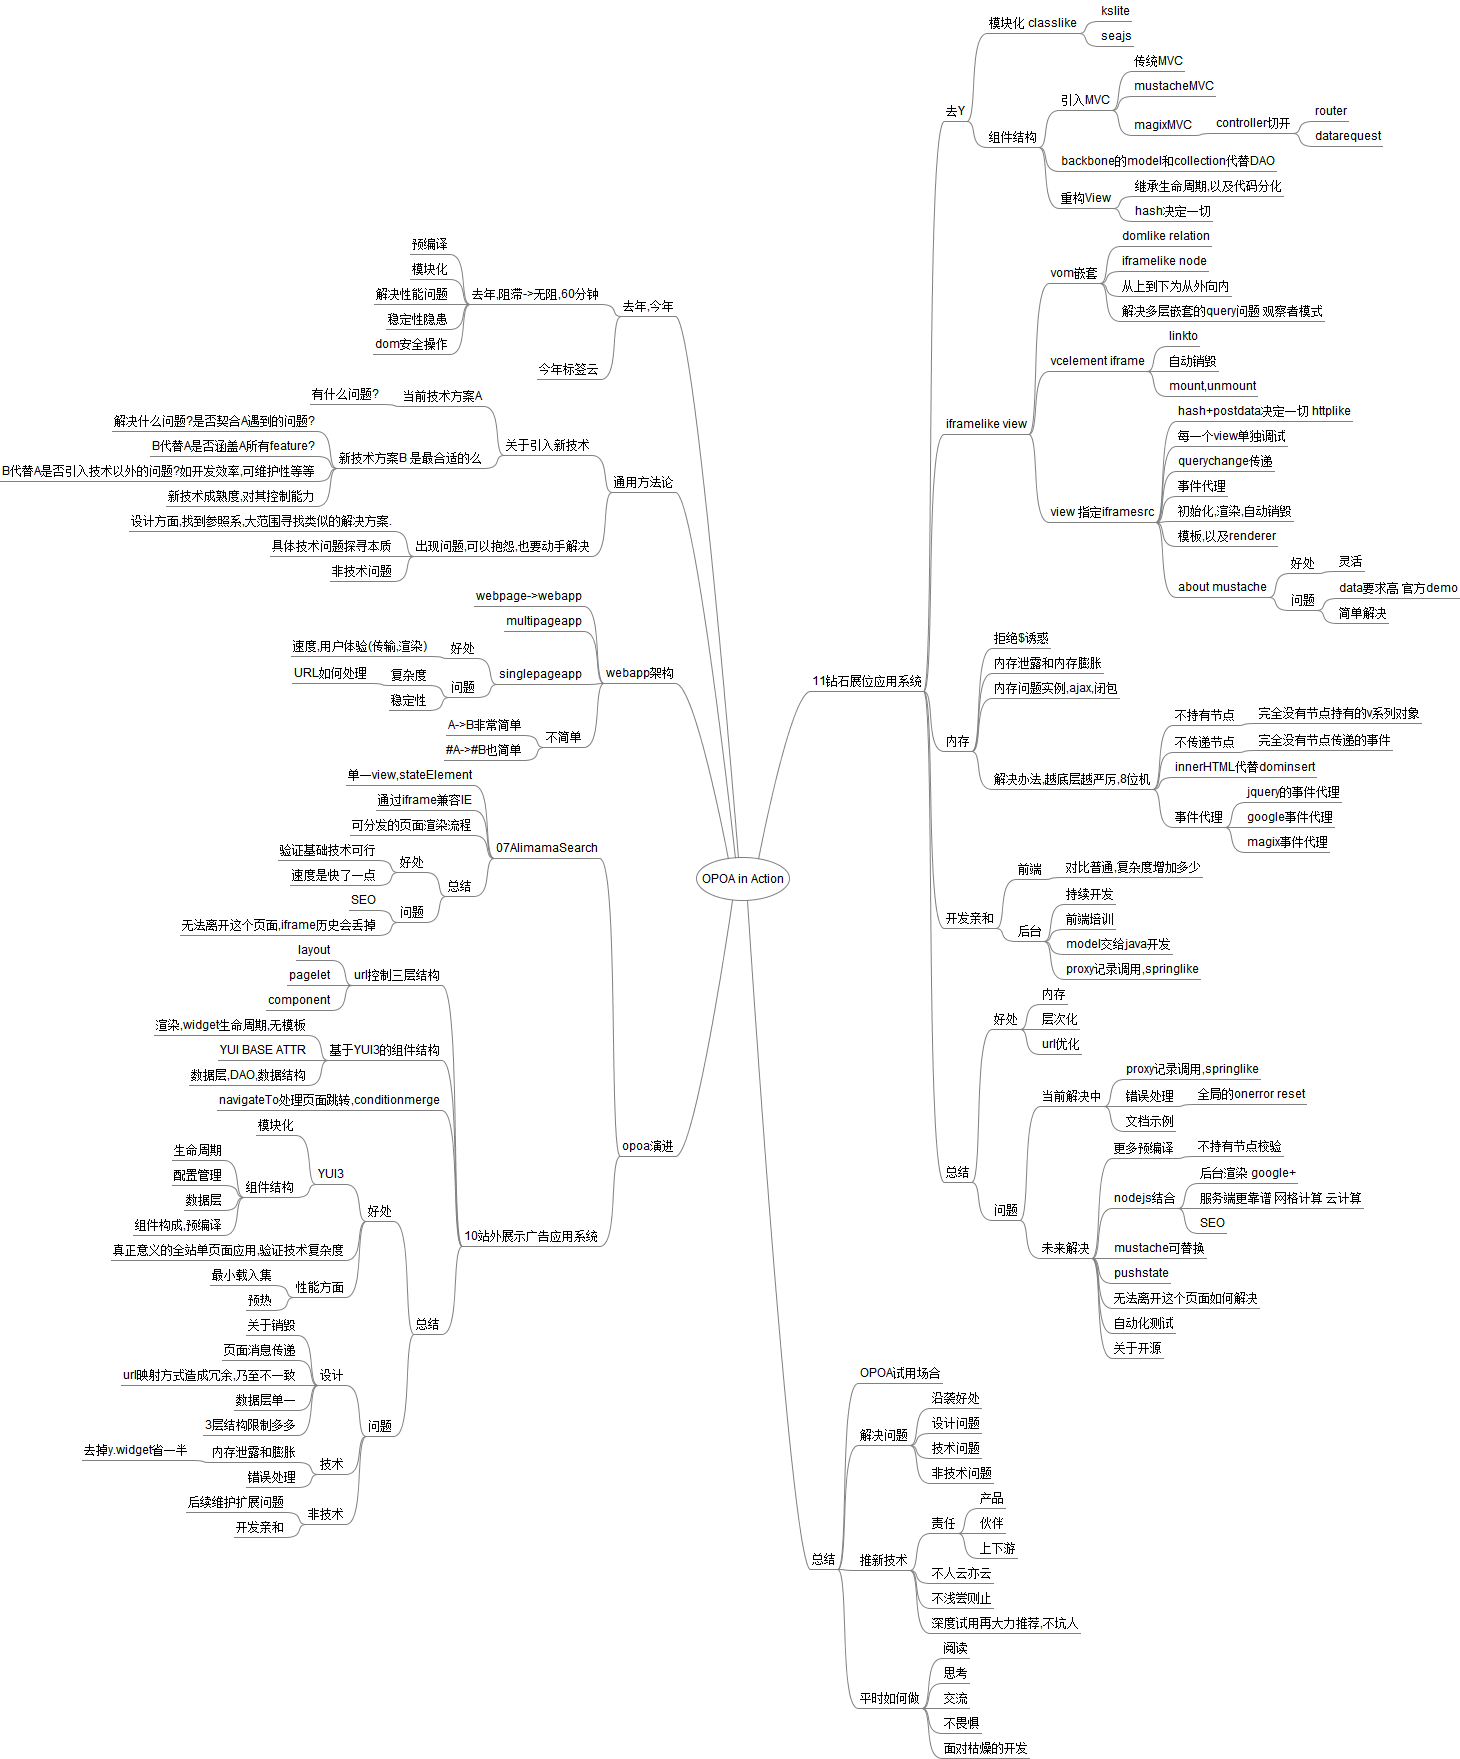 OPOA in Action
去年,今年
去年,阻滞->无阻,60分钟
预编译
模块化
解决性能问题
稳定性隐患
dom安全操作
今年标签云
通用方法论
关于引入新技术
当前技术方案A
有什么问题?
新技术方案B 是最合适的么
解决什么问题?是否契合A遇到的问题?
B代替A是否涵盖A所有feature?
B代替A是否引入技术以外的问题?如开发效率,可维护性等等
新技术成熟度,对其控制能力
出现问题,可以抱怨,也要动手解决
设计方面,找到参照系,大范围寻找类似的解决方案.
具体技术问题探寻本质
非技术问题
webapp架构
webpage->webapp
multipageapp
singlepageapp
好处
速度,用户体验(传输,渲染)
问题
复杂度
URL如何处理
稳定性
不简单
A->B非常简单
#A->#B也简单
opoa演进
07AlimamaSearch
单一view,stateElement
通过iframe兼容IE
可分发的页面渲染流程
总结
好处
验证基础技术可行
速度是快了一点
问题
SEO
无法离开这个页面,iframe历史会丢掉
10站外展示广告应用系统
url控制三层结构
layout
pagelet
component
基于YUI3的组件结构
渲染,widget生命周期,无模板
YUI BASE ATTR
数据层,DAO,数据结构
navigateTo处理页面跳转,conditionmerge
总结
好处
YUI3
模块化
组件结构
生命周期
配置管理
数据层
组件构成,预编译
真正意义的全站单页面应用,验证技术复杂度
性能方面
最小载入集
预热
问题
设计
关于销毁
页面消息传递
url映射方式造成冗余,乃至不一致
数据层单一
3层结构限制多多
技术
内存泄露和膨胀
去掉y.widget省一半
错误处理
非技术
后续维护扩展问题
开发亲和
11钻石展位应用系统
去Y
模块化 classlike
kslite
seajs
组件结构
引入MVC
传统MVC
mustacheMVC
magixMVC
controller切开
router
datarequest
backbone的model和collection代替DAO
重构View
继承生命周期,以及代码分化
hash决定一切
iframelike view
vom嵌套
domlike relation
iframelike node
从上到下为从外向内
解决多层嵌套的query问题 观察者模式
vcelement iframe
linkto
自动销毁
mount,unmount
view 指定iframesrc
hash+postdata决定一切 httplike
每一个view单独调试
querychange传递
事件代理
初始化,渲染,自动销毁
模板,以及renderer
about mustache
好处
灵活
问题
data要求高 官方demo
简单解决
内存
拒绝$诱惑
内存泄露和内存膨胀
内存问题实例,ajax,闭包
解决办法,越底层越严厉,8位机
不持有节点
完全没有节点持有的v系列对象
不传递节点
完全没有节点传递的事件
innerHTML代替dominsert
事件代理
jquery的事件代理
google事件代理
magix事件代理
开发亲和
前端
对比普通,复杂度增加多少
后台
持续开发
前端培训
model交给java开发
proxy记录调用,springlike
总结
好处
内存
层次化
url优化
问题
当前解决中
proxy记录调用,springlike
错误处理
全局的onerror reset
文档示例
未来解决
更多预编译
不持有节点校验
nodejs结合
后台渲染 google+
服务端更靠谱 网格计算 云计算
SEO
mustache可替换
pushstate
无法离开这个页面如何解决
自动化测试
关于开源
总结
OPOA试用场合
解决问题
沿袭好处
设计问题
技术问题
非技术问题
推新技术
责任
产品
伙伴
上下游
不人云亦云
不浅尝则止
深度试用再大力推荐,不坑人
平时如何做
阅读
思考
交流
不畏惧
面对枯燥的开发